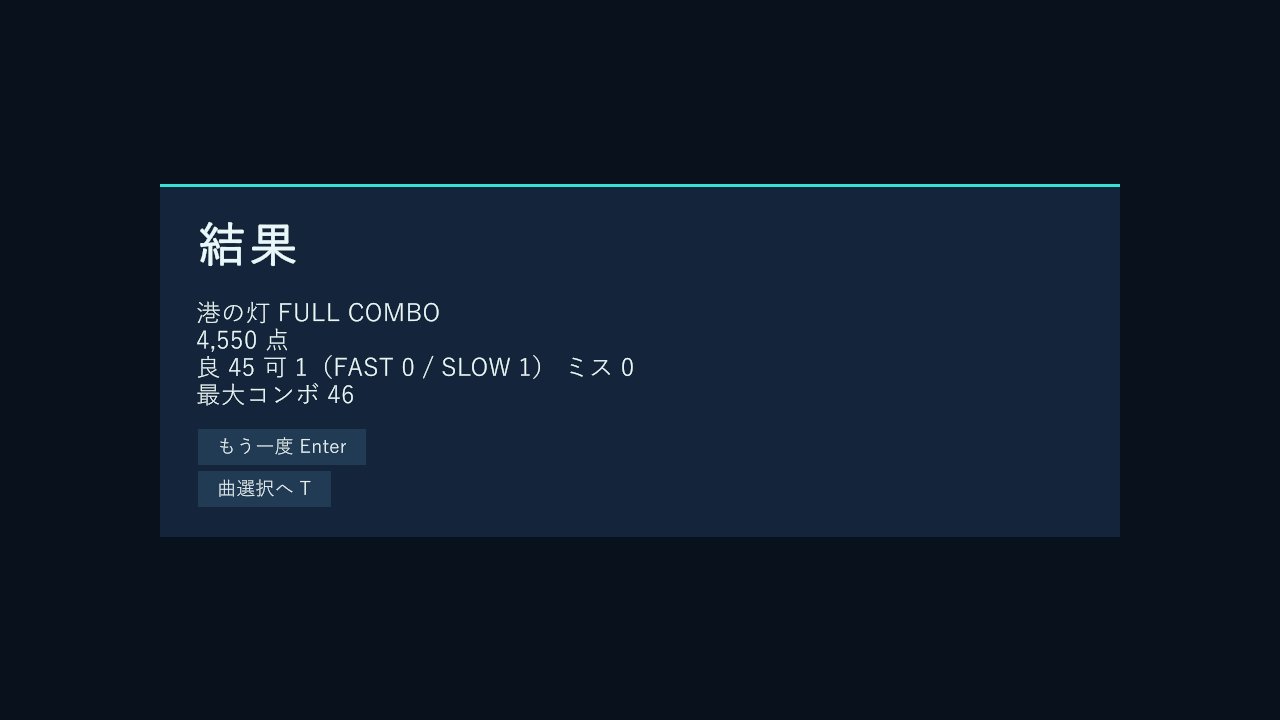 結果
港の灯 FULL COMBO
4,550 点
良 45 可 1（FAST 0 / SLOW 1） ミス 0
最大コンボ 46
もう一度 Enter
曲選択へ T